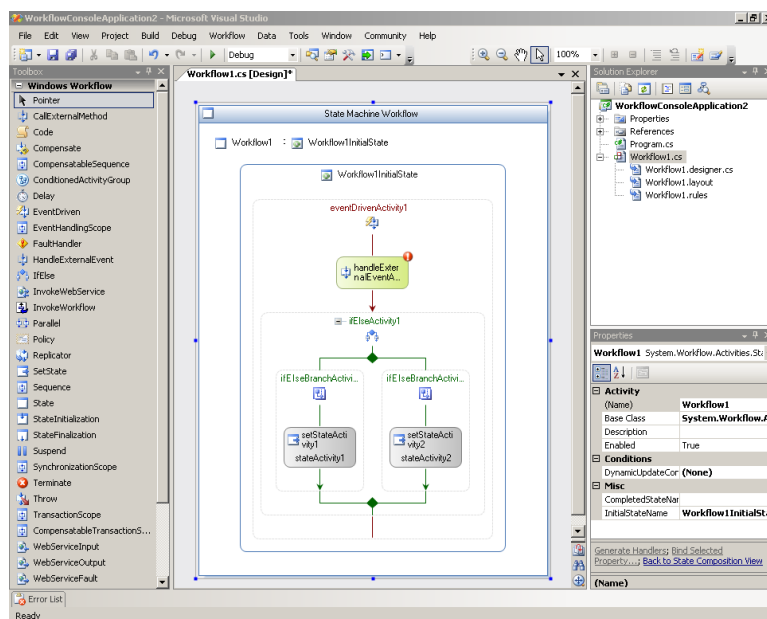 WorkflowConsoleApplication2 - Microsoft Visual Studio
File Edit View Project Build Debug Workflow Data Tools Window Community Help
Debug 100%
Toolbox
Windows Workflow
Pointer
CallExternalMethod
Code
Compensate
CompensatableSequence
ConditionedActivityGroup
Delay
EventDriven
EventHandlingScope
FaultHandler
HandleExternalEvent
IfElse
InvokeWebService
InvokeWorkflow
Parallel
Policy
Replicator
SetState
Sequence
State
StateInitialization
StateFinalization
Suspend
SynchronizationScope
Terminate
Throw
TransactionScope
CompensatableTransactionS...
WebServiceInput
WebServiceOutput
WebServiceFault
Workflow1.cs [Design]*
State Machine Workflow
Workflow1 : Workflow1InitialState
Workflow1InitialState
eventDrivenActivity1
handleExter
nalEventA...
ifElseActivity1
ifElseBranchActivi... ifElseBranchActivi...
setStateActi
vity1
stateActivity1
setStateActi
vity2
stateActivity2
Solution Explorer
WorkflowConsoleApplication2
Properties
References
Program.cs
Workflow1.cs
Workflow1.designer.cs
Workflow1.layout
Workflow1.rules
Properties
Workflow1 System.Workflow.Activities.Sta
Activity
(Name) Workflow1
Base Class System.Workflow.A
Description
Enabled True
Conditions
DynamicUpdateCor (None)
Misc
CompletedStateNar
InitialStateName Workflow1InitialSta
Generate Handlers; Bind Selected
Property...; Back to State Composition View
(Name)
Error List
Ready